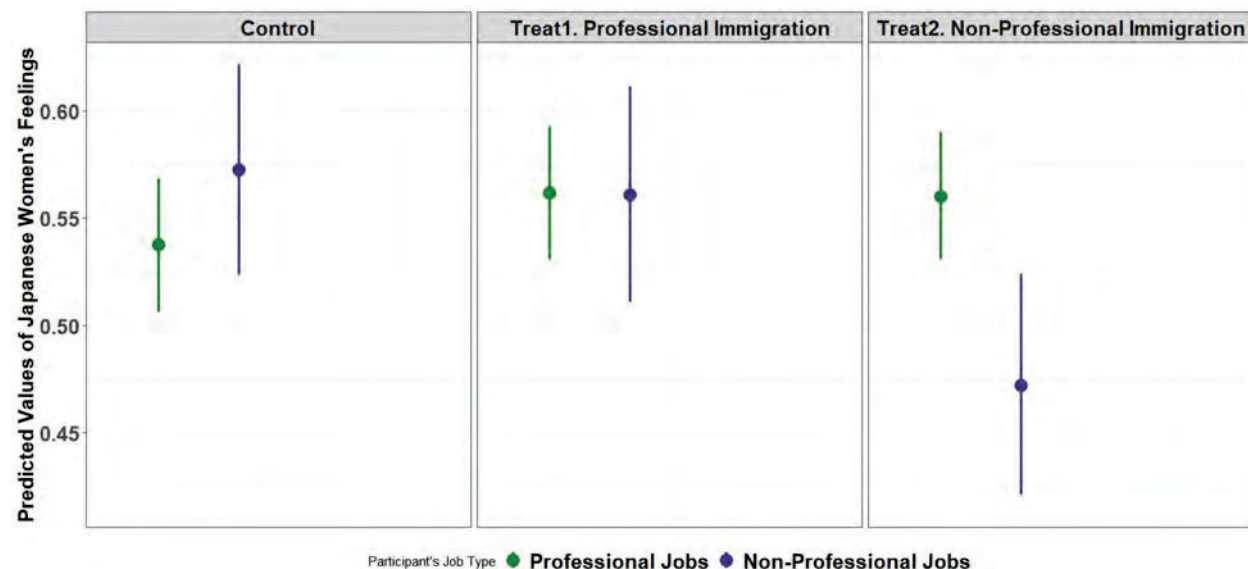 Control
Treat1. Professional Immigration
Treat2. Non-Professional Immigration
Predicted Values of Japanese Women's Feelings
0.60
0.55
0.50
0.45
Participant's Job Type Professional Jobs Non-Professional Jobs